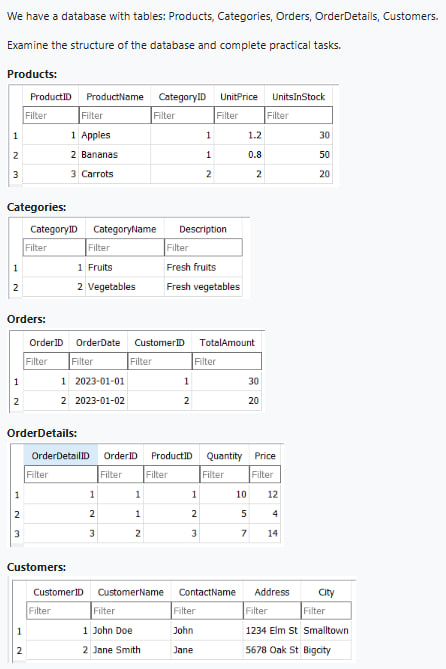 We have a database with tables: Products, Categories, Orders, OrderDetails, Customers.
Examine the structure of the database and complete practical tasks.
Products:
ProductID ProductName CategoryID UnitPrice UnitsInStock
Filter Filter Filter Filter Filter
1 1 Apples 1 1.2 30
2 2 Bananas 1 0.8 50
3 3 Carrots 2 2 20
Categories:
CategoryID CategoryName Description
Filter Filter Filter
1 1 Fruits Fresh fruits
2 2 Vegetables Fresh vegetables
Orders:
OrderID OrderDate CustomerID TotalAmount
Filter Filter Filter Filter
1 1 2023-01-01 1 30
2 2 2023-01-02 2 20
OrderDetails:
OrderDetailID OrderID ProductID Quantity Price
Filter Filter Filter Filter Filter
1 1 1 1 10 12
2 2 1 2 5 4
3 3 2 3 7 14
Customers:
CustomerID CustomerName ContactName Address City
Filter Filter Filter Filter Filter
1 1 John Doe John 1234 Elm St Smalltown
2 2 Jane Smith Jane 5678 Oak St Bigcity